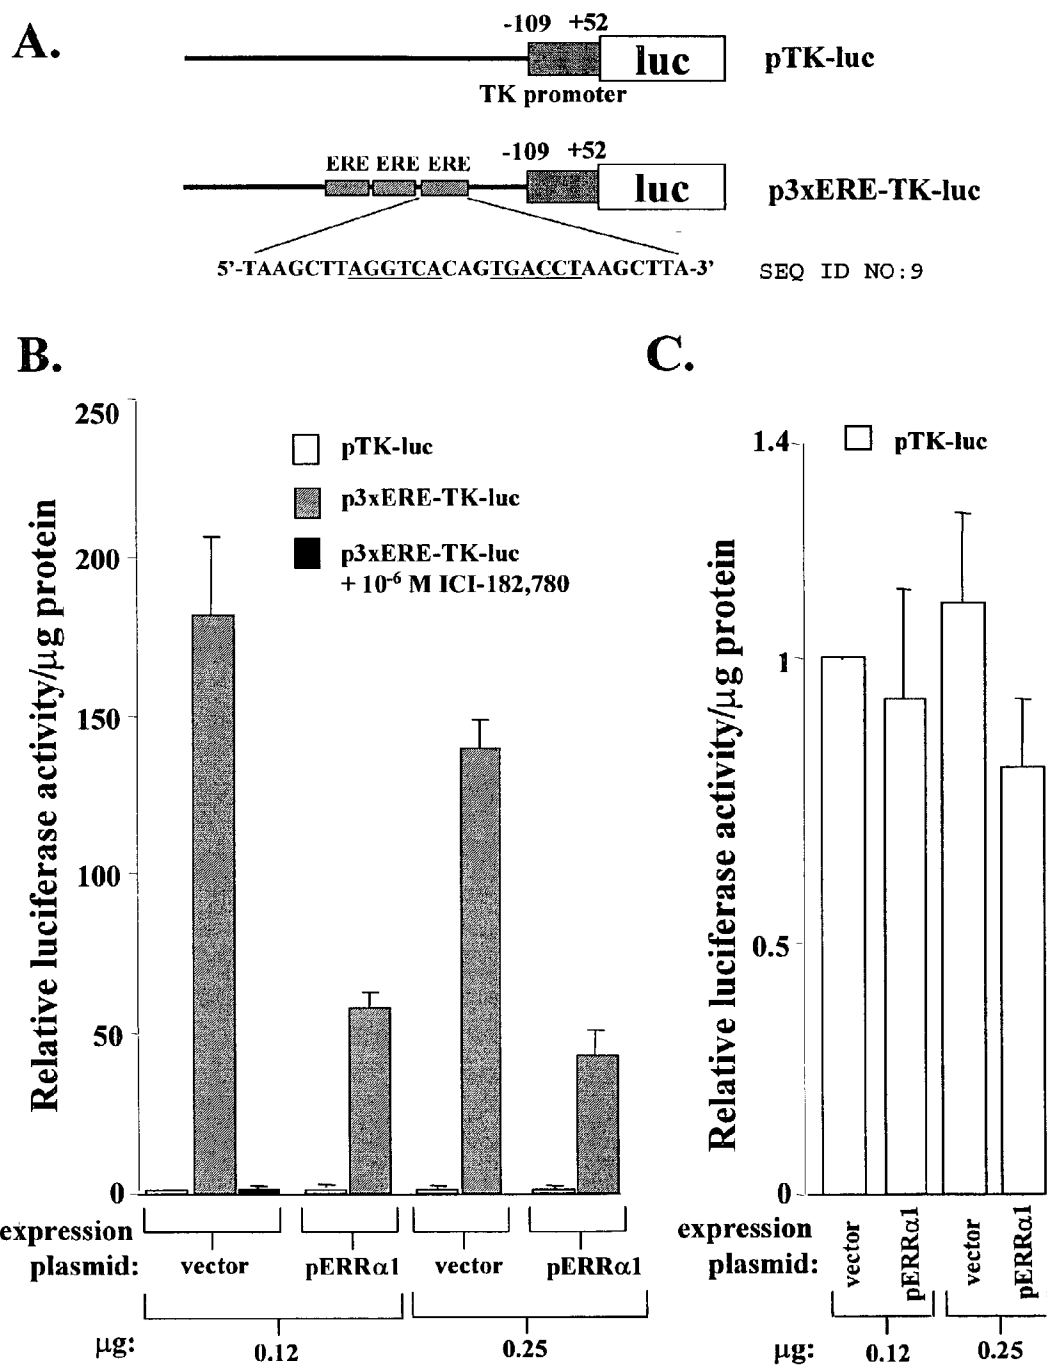 A.
-109 +52
luc
pTK-luc
TK promoter
ERE ERE ERE
-109 +52
luc
p3xERE-TK-luc
5'-TAAGCTTAGGTCACAGTGACCTAAGCTTA-3'
SEQ ID NO:9
B.
Relative luciferase activity/µg protein
250
200
150
100
50
0
pTK-luc
p3xERE-TK-luc
p3xERE-TK-luc
+ 10⁻⁶ M ICI-182,780
expression
plasmid:
vector
pERRα1
vector
pERRα1
µg:
0.12
0.25
C.
Relative luciferase activity/µg protein
1.4
1
0.5
0
pTK-luc
expression
plasmid:
vector
pERRα1
vector
pERRα1
µg:
0.12
0.25